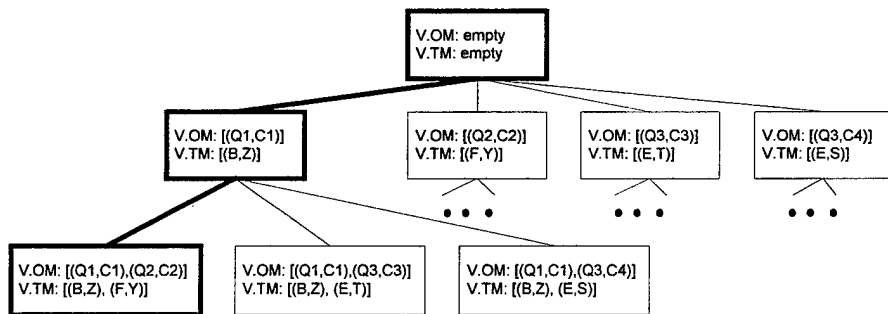 V.OM: empty
V.TM: empty
V.OM: [(Q1,C1)]
V.TM: [(B,Z)]
V.OM: [(Q2,C2)]
V.TM: [(F,Y)]
V.OM: [(Q3,C3)]
V.TM: [(E,T)]
V.OM: [(Q3,C4)]
V.TM: [(E,S)]
V.OM: [(Q1,C1),(Q2,C2)]
V.TM: [(B,Z), (F,Y)]
V.OM: [(Q1,C1),(Q3,C3)]
V.TM: [(B,Z), (E,T)]
V.OM: [(Q1,C1),(Q3,C4)]
V.TM: [(B,Z), (E,S)]